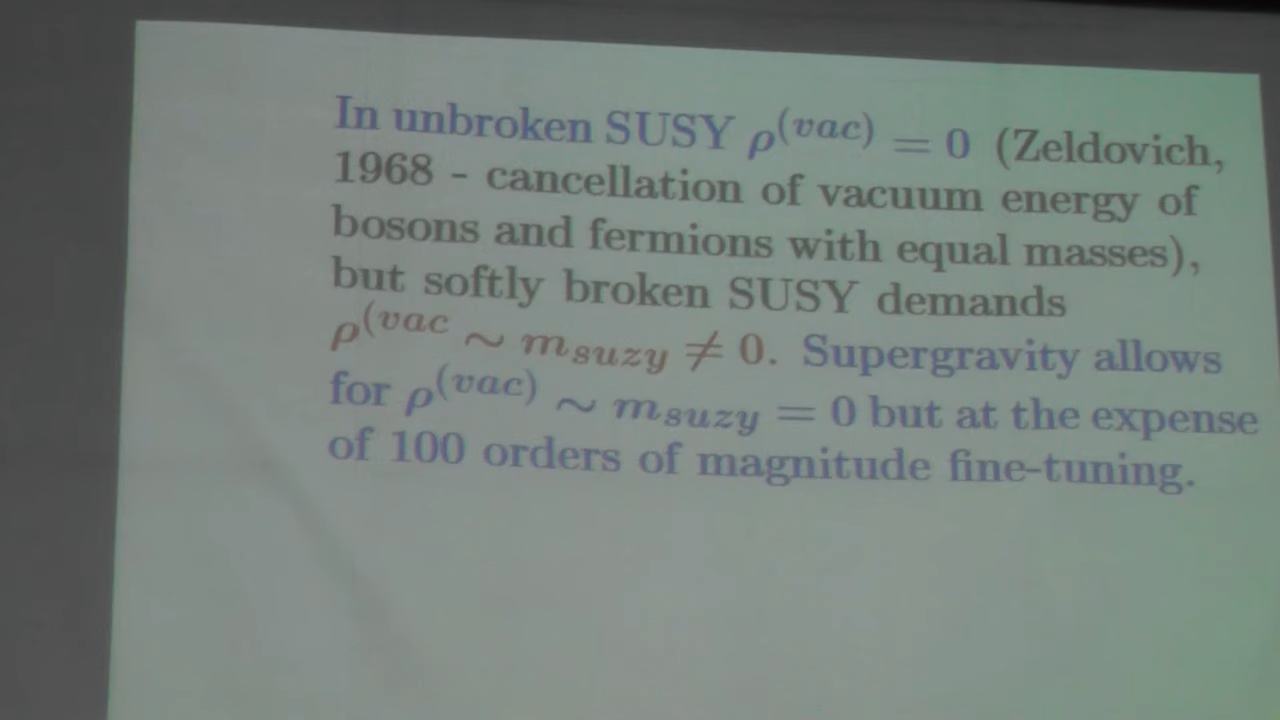 In unbroken SUSY ρ^(vac) = 0 (Zeldovich,
1968 - cancellation of vacuum energy of
bosons and fermions with equal masses),
but softly broken SUSY demands
ρ^(vac ∼ m_suzy ≠ 0. Supergravity allows
for ρ^(vac) ∼ m_suzy = 0 but at the expense
of 100 orders of magnitude fine-tuning.